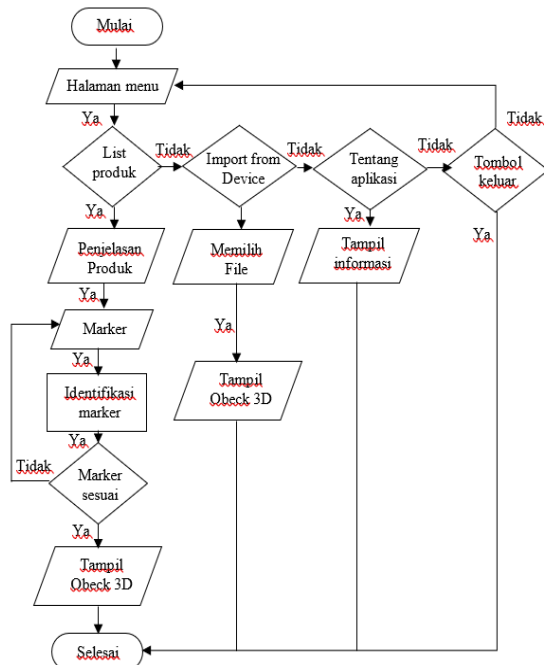 Mulai
Halaman menu
Ya
Tidak
List
produk
Tidak
Import from
Device
Tidak
Tentang
aplikasi
Tidak
Tombol
keluar
Ya
Ya
Ya
Penjelasan
Produk
Memilih
File
Tampil
informasi
Ya
Marker
Ya
Ya
Identifikasi
marker
Tampil
Obeck 3D
Ya
Tidak
Marker
sesuai
Ya
Tampil
Obeck 3D
Selesai